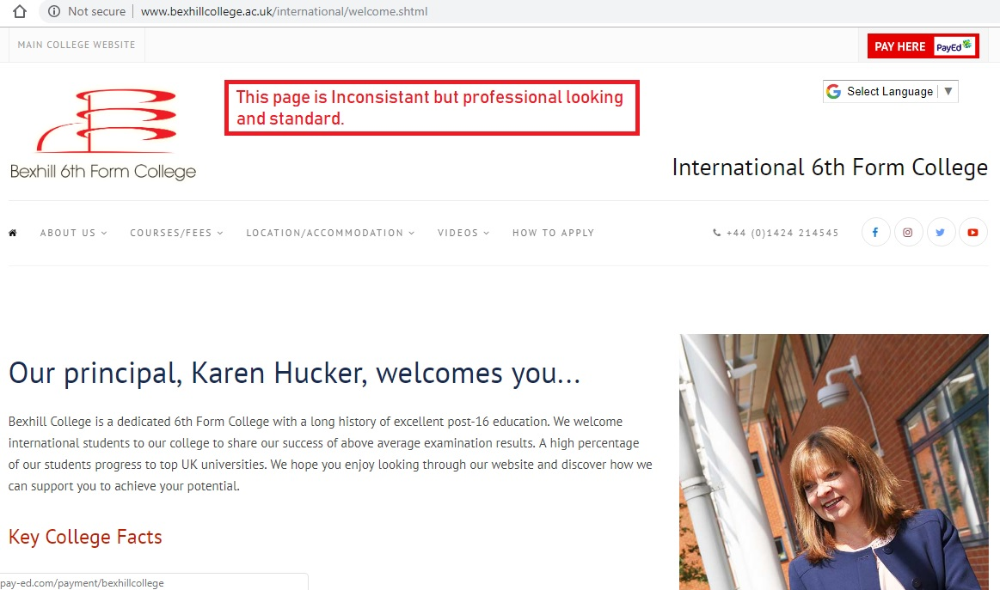 Not secure | www.bexhillcollege.ac.uk/international/welcome.shtml
MAIN COLLEGE WEBSITE
PAY HERE PayEd
This page is Inconsistant but professional looking
and standard.
Select Language ▼
Bexhill 6th Form College
International 6th Form College
ABOUT US
COURSES/FEES
LOCATION/ACCOMMODATION
VIDEOS
HOW TO APPLY
+44 (0)1424 214545
Our principal, Karen Hucker, welcomes you...
Bexhill College is a dedicated 6th Form College with a long history of excellent post-16 education. We welcome
international students to our college to share our success of above average examination results. A high percentage
of our students progress to top UK universities. We hope you enjoy looking through our website and discover how we
can support you to achieve your potential.
Key College Facts
pay-ed.com/payment/bexhillcollege